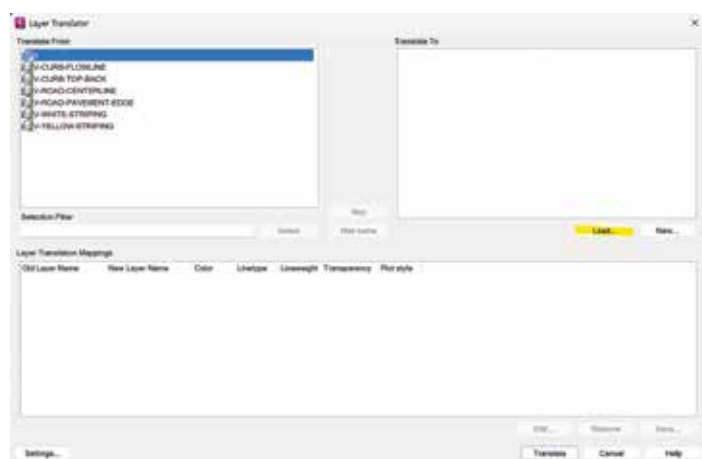 Layer Translator
Translate From
Translate To
V-CURB-FLOWLINE
V-CURB-TOP-BACK
V-ROAD-CENTERLINE
V-ROAD-PAVEMENT-EDGE
V-WHITE-STRIPING
V-YELLOW-STRIPING
Selection Filter
Select
Map
Map same
Load...
New...
Layer Translation Mappings
Old Layer Name New Layer Name Color Linetype Lineweight Transparency Plot style
Edit... Remove Save...
Settings... Translate Cancel Help